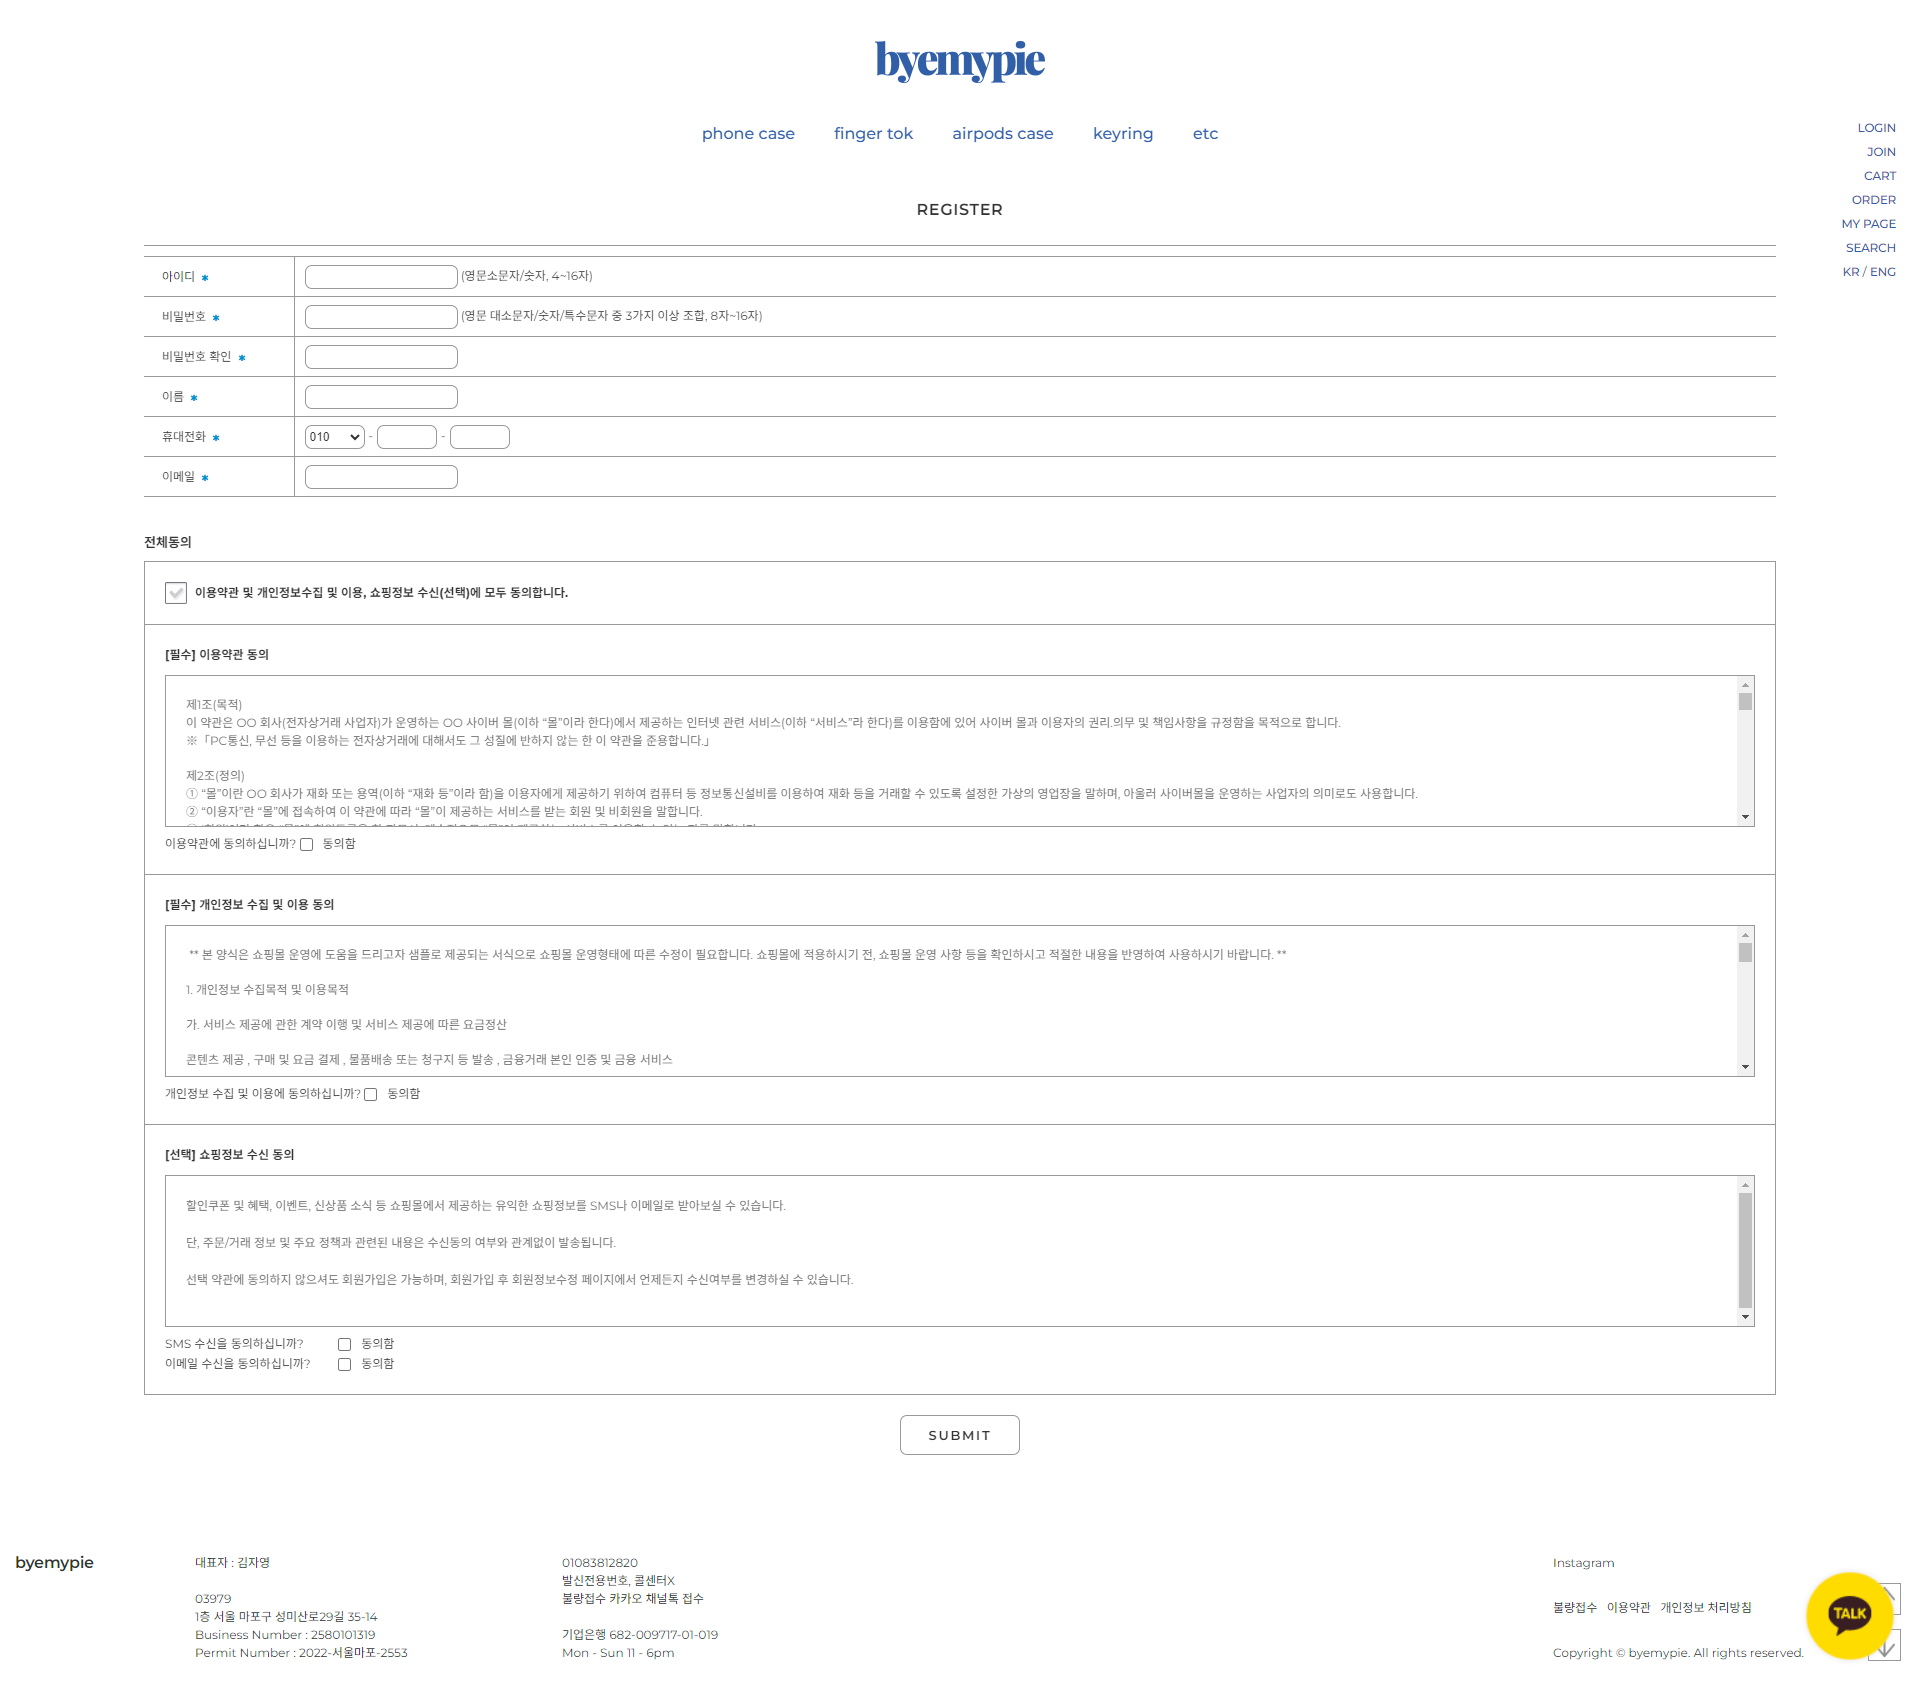 byemypie
phone case finger tok airpods case keyring etc
LOGIN
JOIN
CART
ORDER
MY PAGE
SEARCH
KR / ENG
REGISTER
아이디 * (영문소문자/숫자, 4~16자)
비밀번호 * (영문 대소문자/숫자/특수문자 중 3가지 이상 조합, 8자~16자)
비밀번호 확인 *
이름 *
휴대전화 * 010 - -
이메일 *
전체동의
이용약관 및 개인정보수집 및 이용, 쇼핑정보 수신(선택)에 모두 동의합니다.
[필수] 이용약관 동의
제1조(목적)
이 약관은 OO 회사(전자상거래 사업자)가 운영하는 OO 사이버 몰(이하 “몰”이라 한다)에서 제공하는 인터넷 관련 서비스(이하 “서비스”라 한다)를 이용함에 있어 사이버 몰과 이용자의 권리.의무 및 책임사항을 규정함을 목적으로 합니다.
※「PC통신, 무선 등을 이용하는 전자상거래에 대해서도 그 성질에 반하지 않는 한 이 약관을 준용합니다.」
제2조(정의)
① “몰”이란 OO 회사가 재화 또는 용역(이하 “재화 등”이라 함)을 이용자에게 제공하기 위하여 컴퓨터 등 정보통신설비를 이용하여 재화 등을 거래할 수 있도록 설정한 가상의 영업장을 말하며, 아울러 사이버몰을 운영하는 사업자의 의미로도 사용합니다.
② “이용자”란 “몰”에 접속하여 이 약관에 따라 “몰”이 제공하는 서비스를 받는 회원 및 비회원을 말합니다.
이용약관에 동의하십니까? 동의함
[필수] 개인정보 수집 및 이용 동의
** 본 양식은 쇼핑몰 운영에 도움을 드리고자 샘플로 제공되는 서식으로 쇼핑몰 운영형태에 따른 수정이 필요합니다. 쇼핑몰에 적용하시기 전, 쇼핑몰 운영 사항 등을 확인하시고 적절한 내용을 반영하여 사용하시기 바랍니다. **
1. 개인정보 수집목적 및 이용목적
가. 서비스 제공에 관한 계약 이행 및 서비스 제공에 따른 요금정산
콘텐츠 제공 , 구매 및 요금 결제 , 물품배송 또는 청구지 등 발송 , 금융거래 본인 인증 및 금융 서비스
개인정보 수집 및 이용에 동의하십니까? 동의함
[선택] 쇼핑정보 수신 동의
할인쿠폰 및 혜택, 이벤트, 신상품 소식 등 쇼핑몰에서 제공하는 유익한 쇼핑정보를 SMS나 이메일로 받아보실 수 있습니다.
단, 주문/거래 정보 및 주요 정책과 관련된 내용은 수신동의 여부와 관계없이 발송됩니다.
선택 약관에 동의하지 않으셔도 회원가입은 가능하며, 회원가입 후 회원정보수정 페이지에서 언제든지 수신여부를 변경하실 수 있습니다.
SMS 수신을 동의하십니까? 동의함
이메일 수신을 동의하십니까? 동의함
SUBMIT
byemypie
대표자 : 김자영
03979
1층 서울 마포구 성미산로29길 35-14
Business Number : 2580101319
Permit Number : 2022-서울마포-2553
01083812820
발신전용번호, 콜센터X
불량접수 카카오 채널톡 접수
기업은행 682-009717-01-019
Mon - Sun 11 - 6pm
Instagram
불량접수 이용약관 개인정보 처리방침
Copyright © byemypie. All rights reserved.
TALK